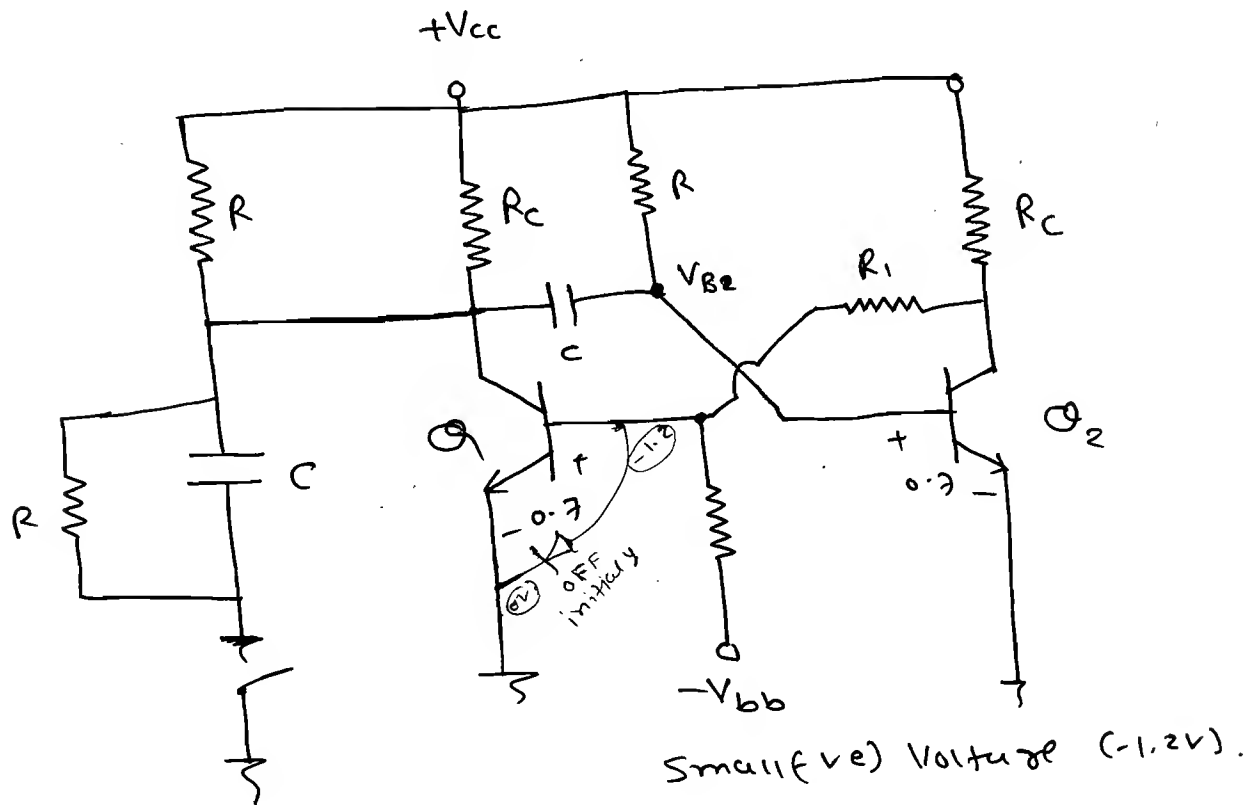 +Vcc
R
Rc
R
Rc
VB2
R1
C
Q1
+
-1.2
+
Q2
0.7
-
R
C
-
0.7
OFF
initialy
0V
-Vbb
Small(-ve) Voltage (-1.2V).